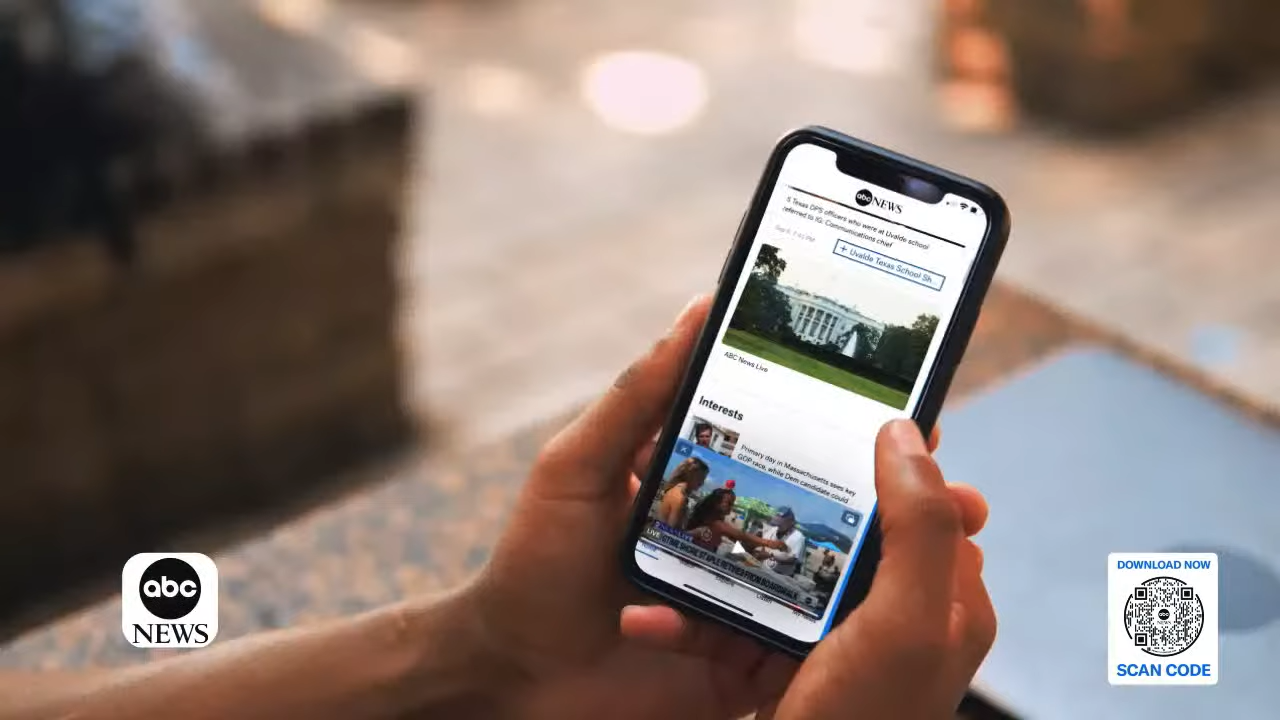 abc NEWS
5 Texas DPS officers who were at Uvalde school
referred to IG: Communications chief
+ Uvalde Texas School Sh...
ABC News Live
Interests
Primary day in Massachusetts sees key
GOP race, while Dem candidate could
LIVE
abc
NEWS
DOWNLOAD NOW
abc
SCAN CODE